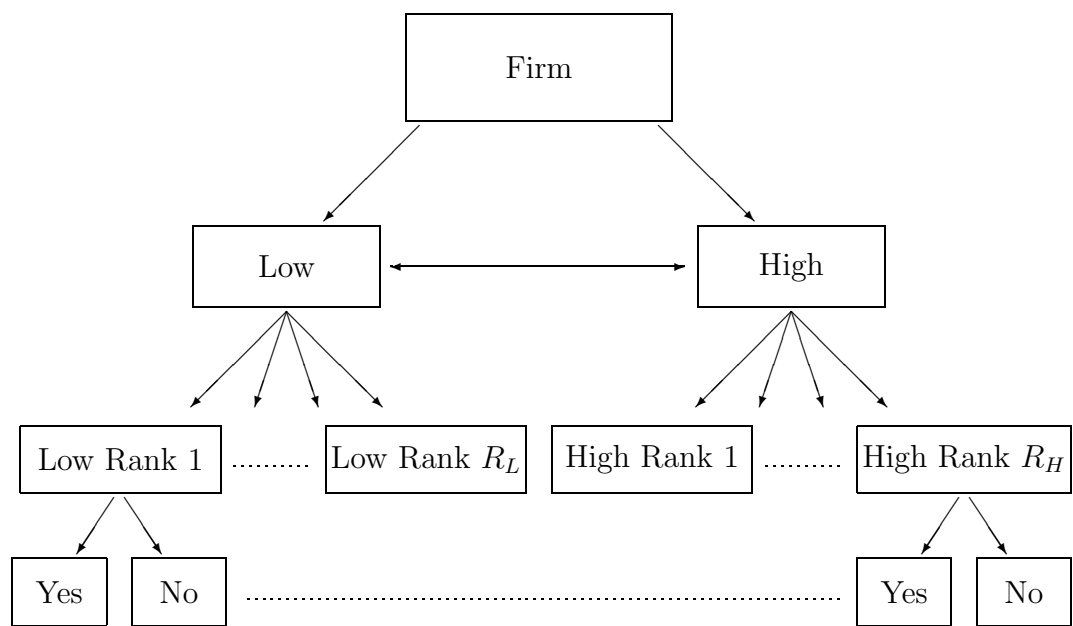 Firm
Low
High
Low Rank 1
Low Rank $R_L$
High Rank 1
High Rank $R_H$
Yes
No
Yes
No